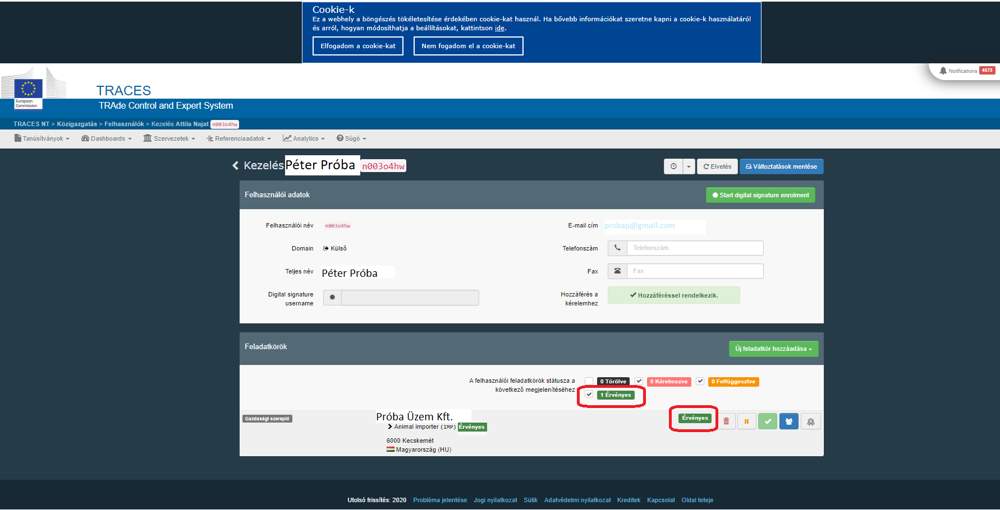 Cookie-k
Ez a webhely a böngészés tökéletesítése érdekében cookie-kat használ. Ha bővebb információkat szeretne kapni a cookie-k használatáról
és arról, hogyan módosíthatja a beállításokat, kattintson ide.
Elfogadom a cookie-kat
Nem fogadom el a cookie-kat
Notifications 4673
European
Commission
TRACES
TRAde Control and Expert System
TRACES NT > Közigazgatás > Felhasználók > Kezelés Attila Najat n003o4hw
Tanúsítványok
Dashboards
Szervezetek
Referenciaadatok
Analytics
Súgó
Kezelés Péter Próba n003o4hw
Elvetés
Változtatások mentése
Felhasználói adatok
Start digital signature enrolment
Felhasználói név n003o4hw
E-mail cím probap@gmail.com
Domain Külső
Telefonszám Telefonszám
Teljes név Péter Próba
Fax Fax
Digital signature
username
Hozzáférés a
kérelemhez
Hozzáféréssel rendelkezik.
Feladatkörök
Új feladatkör hozzáadása
A felhasználói feladatkörök státusza a
következő megjelenítéséhez
0 Törölve 0 Kérelmezve 0 Felfüggesztve
1 Érvényes
Gazdasági szereplő
Próba Üzem Kft.
Animal importer (IMP) Érvényes
6000 Kecskemét
Magyarország (HU)
Érvényes
Utolsó frissítés: 2020 Probléma jelentése Jogi nyilatkozat Sütik Adatvédelmi nyilatkozat Kreditek Kapcsolat Oldal teteje